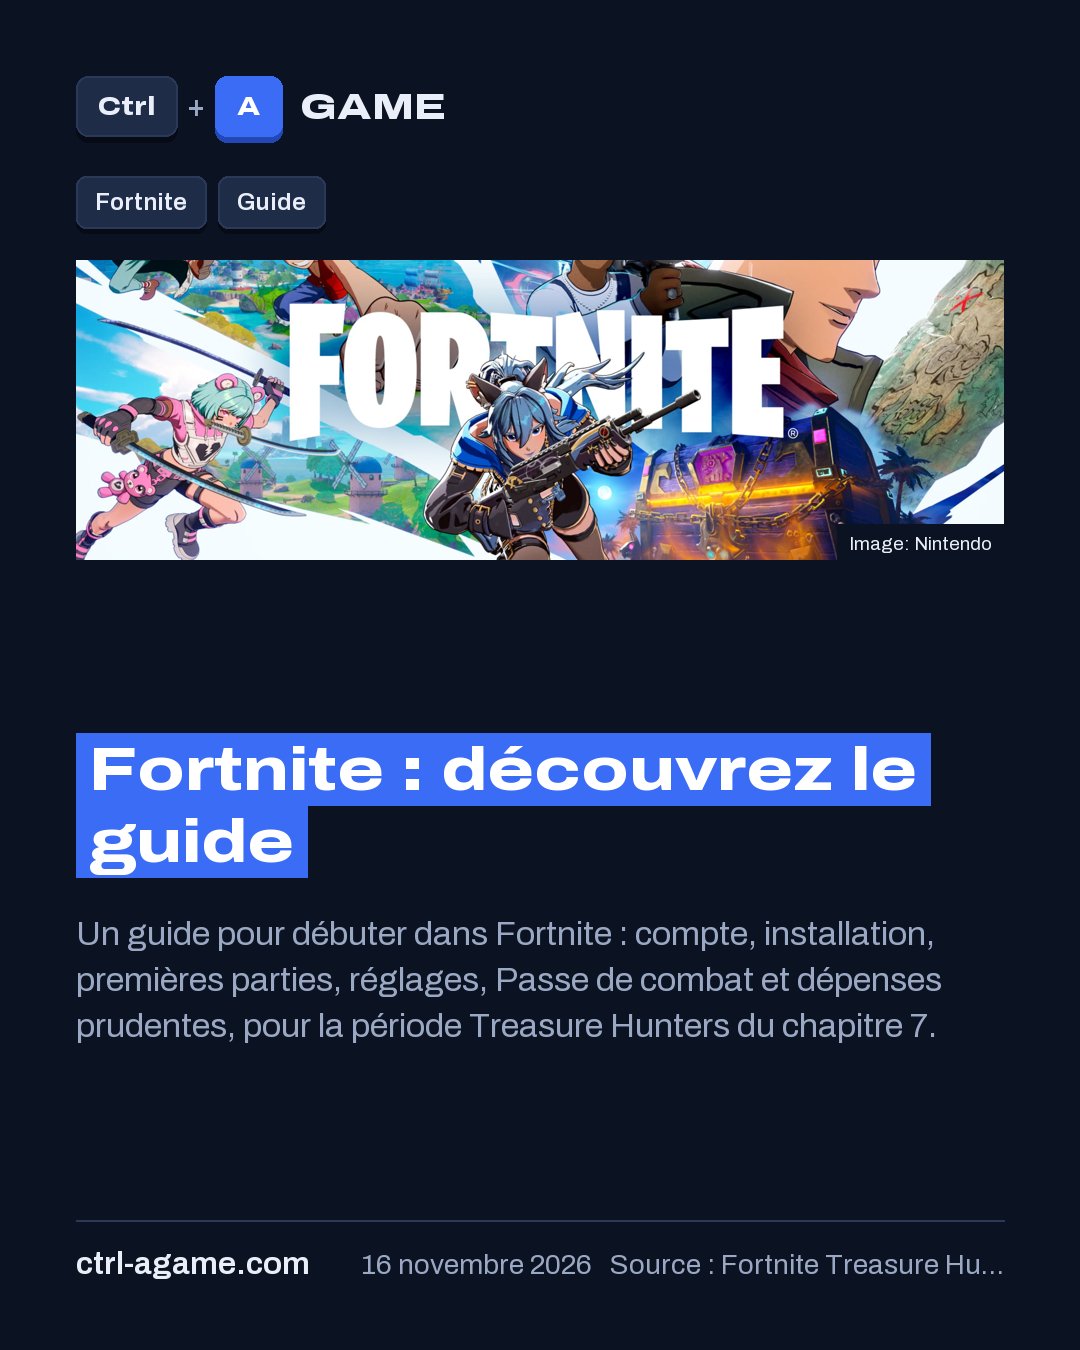 Ctrl + A GAME
Fortnite Guide
FORTNITE ®
Image: Nintendo
Fortnite : découvrez le
guide
Un guide pour débuter dans Fortnite : compte, installation,
premières parties, réglages, Passe de combat et dépenses
prudentes, pour la période Treasure Hunters du chapitre 7.
ctrl-agame.com 16 novembre 2026 Source : Fortnite Treasure Hu...